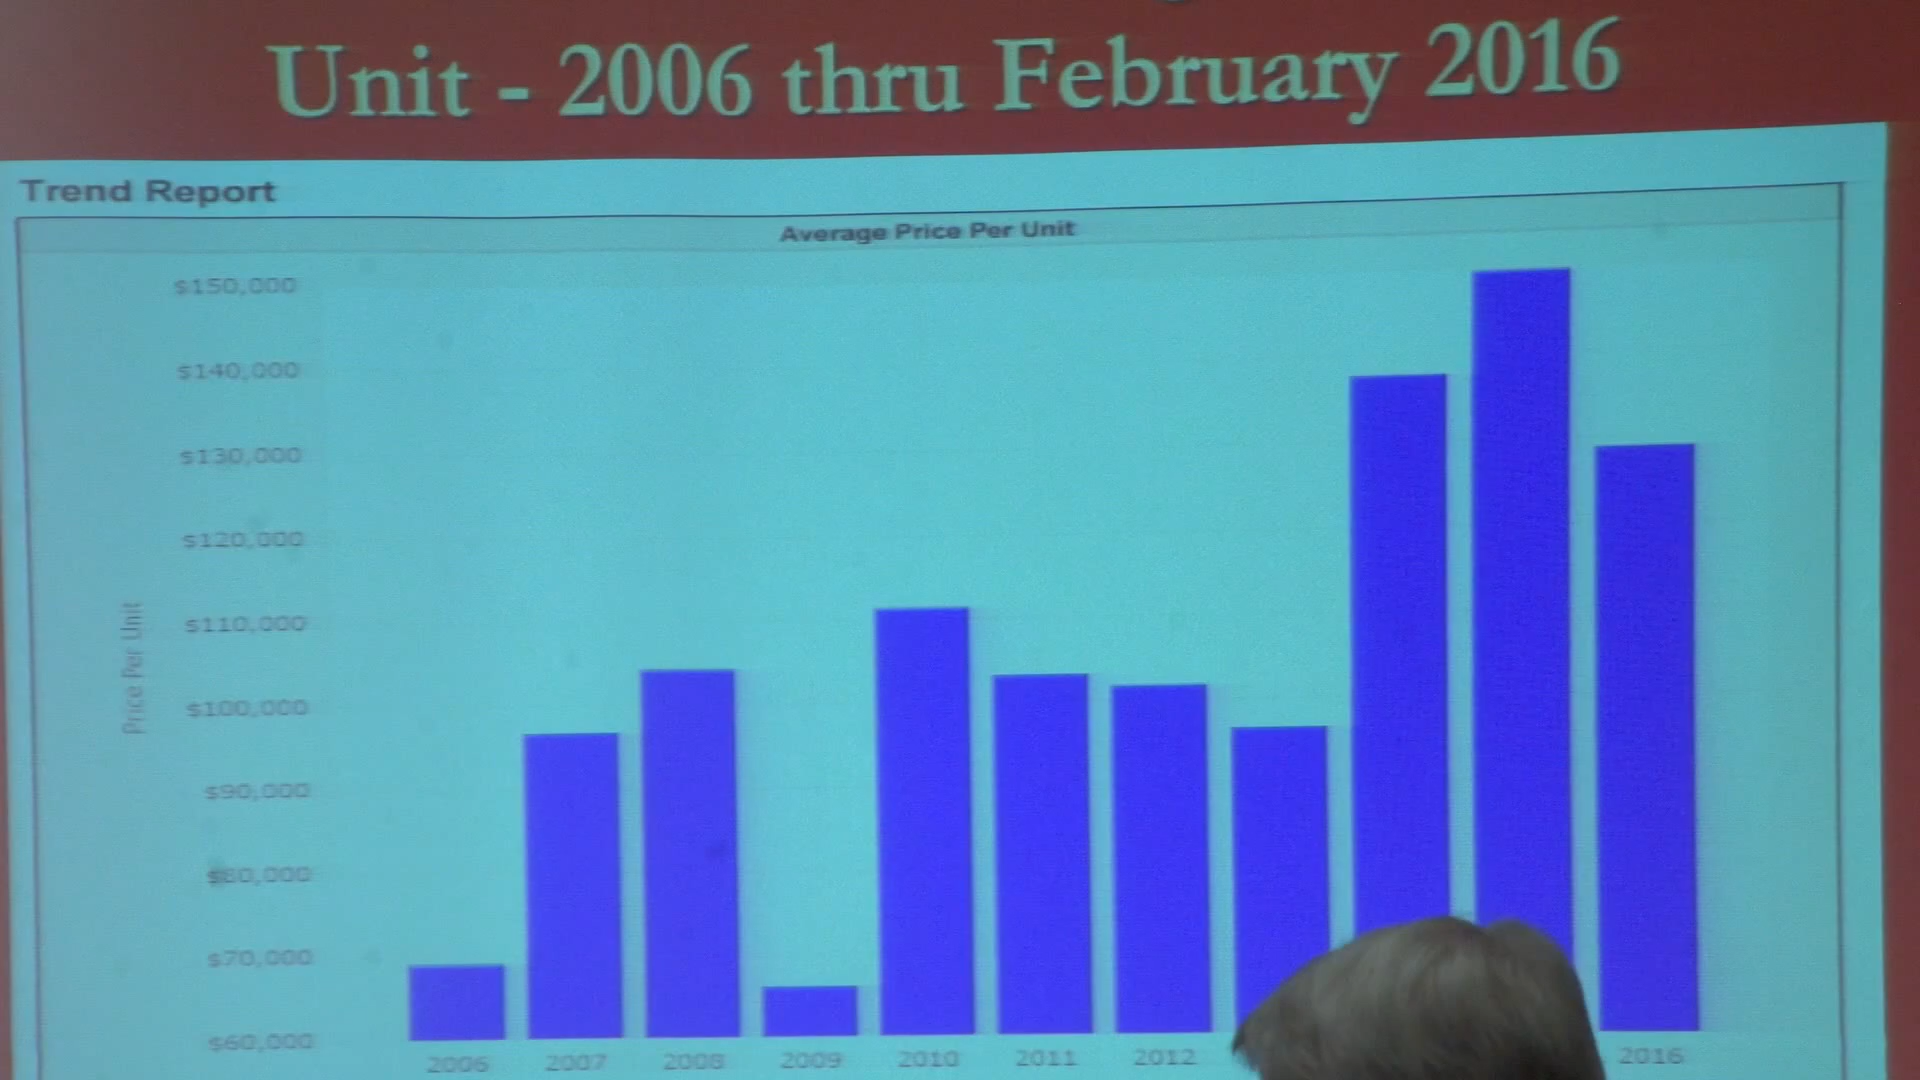 Unit - 2006 thru February 2016
Trend Report
Average Price Per Unit
$150,000
$140,000
$130,000
$120,000
$110,000
$100,000
$90,000
$80,000
$70,000
$60,000
Price Per Unit
2006 2007 2008 2009 2010 2011 2012 2016